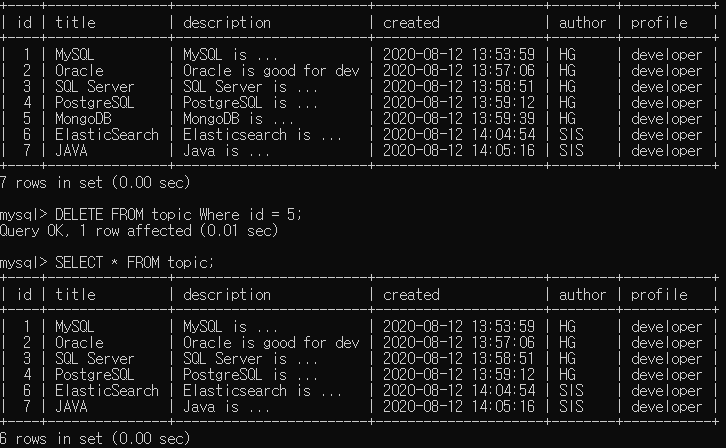 +----+---------------+--------------------+---------------------+--------+-----------+
| id | title | description | created | author | profile |
+----+---------------+--------------------+---------------------+--------+-----------+
| 1 | MySQL | MySQL is ... | 2020-08-12 13:53:59 | HG | developer |
| 2 | Oracle | Oracle is good for dev | 2020-08-12 13:57:06 | HG | developer |
| 3 | SQL Server | SQL Server is ... | 2020-08-12 13:58:51 | HG | developer |
| 4 | PostgreSQL | PostgreSQL is ... | 2020-08-12 13:59:12 | HG | developer |
| 5 | MongoDB | MongoDB is ... | 2020-08-12 13:59:39 | HG | developer |
| 6 | ElasticSearch | Elasticsearch is ... | 2020-08-12 14:04:54 | SIS | developer |
| 7 | JAVA | Java is ... | 2020-08-12 14:05:16 | SIS | developer |
+----+---------------+--------------------+---------------------+--------+-----------+
7 rows in set (0.00 sec)
mysql> DELETE FROM topic Where id = 5;
Query OK, 1 row affected (0.01 sec)
mysql> SELECT * FROM topic;
+----+---------------+--------------------+---------------------+--------+-----------+
| id | title | description | created | author | profile |
+----+---------------+--------------------+---------------------+--------+-----------+
| 1 | MySQL | MySQL is ... | 2020-08-12 13:53:59 | HG | developer |
| 2 | Oracle | Oracle is good for dev | 2020-08-12 13:57:06 | HG | developer |
| 3 | SQL Server | SQL Server is ... | 2020-08-12 13:58:51 | HG | developer |
| 4 | PostgreSQL | PostgreSQL is ... | 2020-08-12 13:59:12 | HG | developer |
| 6 | ElasticSearch | Elasticsearch is ... | 2020-08-12 14:04:54 | SIS | developer |
| 7 | JAVA | Java is ... | 2020-08-12 14:05:16 | SIS | developer |
+----+---------------+--------------------+---------------------+--------+-----------+
6 rows in set (0.00 sec)